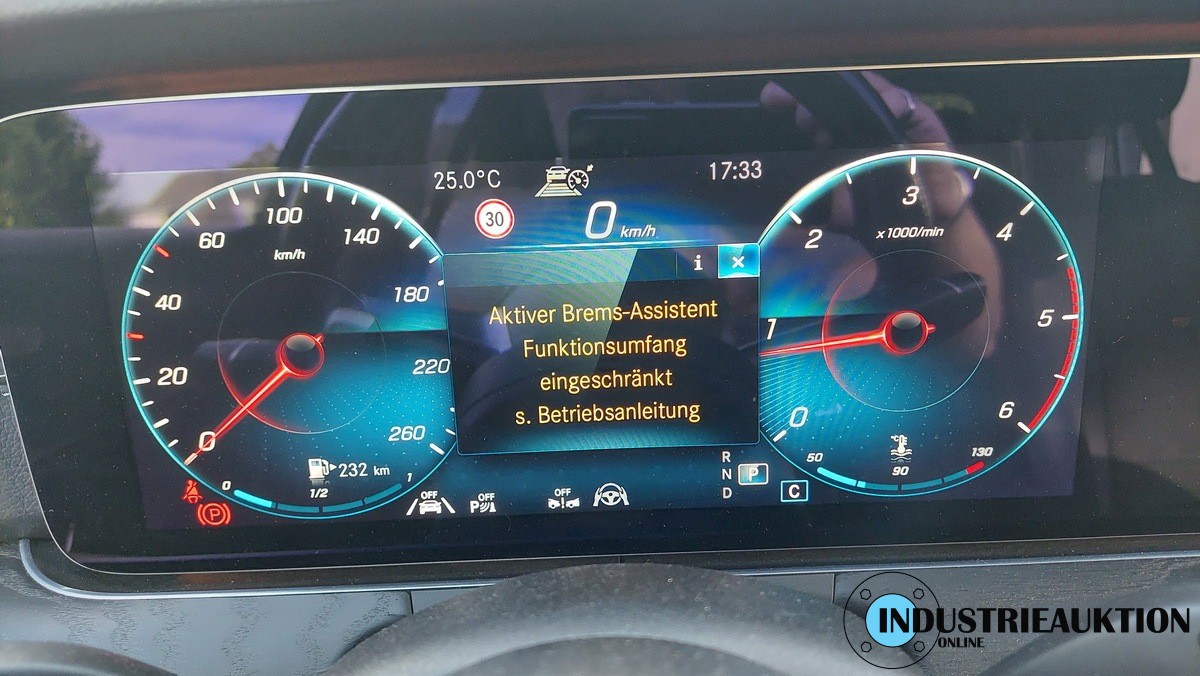 25.0°C
17:33
30
0 km/h
i ×
Aktiver Brems-Assistent
Funktionsumfang
eingeschränkt
s. Betriebsanleitung
0
20
40
60
100
140
180
220
260
km/h
232 km
0 1/2 1
P
OFF
OFF
P
OFF
R
N P
D
C
0
1
2
3
4
5
6
x1000/min
°C
50 90 130
INDUSTRIEAUKTION
ONLINE